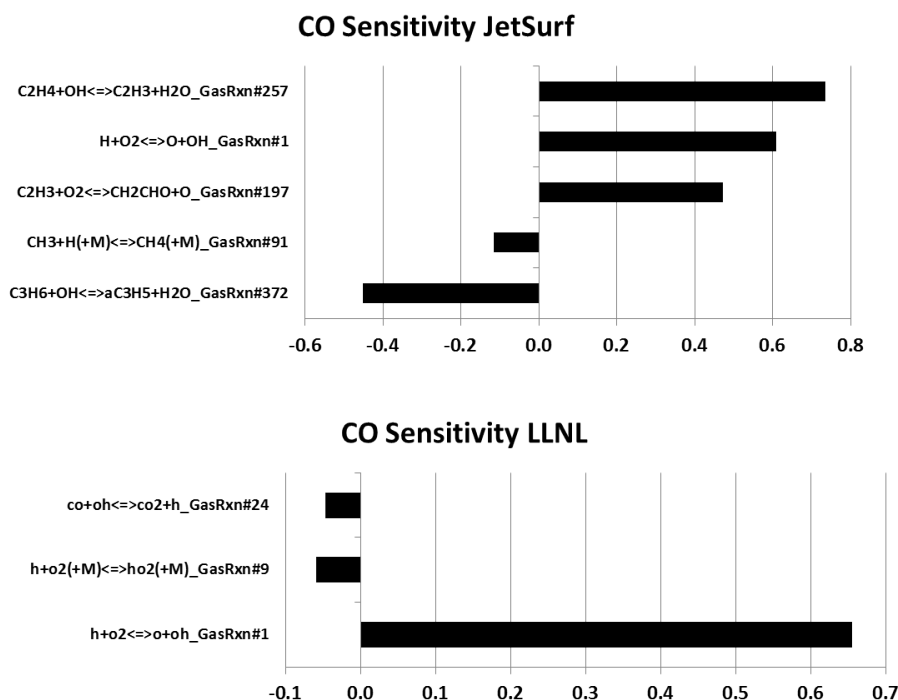 CO Sensitivity JetSurf
C2H4+OH<=>C2H3+H2O_GasRxn#257
H+O2<=>O+OH_GasRxn#1
C2H3+O2<=>CH2CHO+O_GasRxn#197
CH3+H(+M)<=>CH4(+M)_GasRxn#91
C3H6+OH<=>aC3H5+H2O_GasRxn#372
-0.6 -0.4 -0.2 0.0 0.2 0.4 0.6 0.8
CO Sensitivity LLNL
co+oh<=>co2+h_GasRxn#24
h+o2(+M)<=>ho2(+M)_GasRxn#9
h+o2<=>o+oh_GasRxn#1
-0.1 0.0 0.1 0.2 0.3 0.4 0.5 0.6 0.7